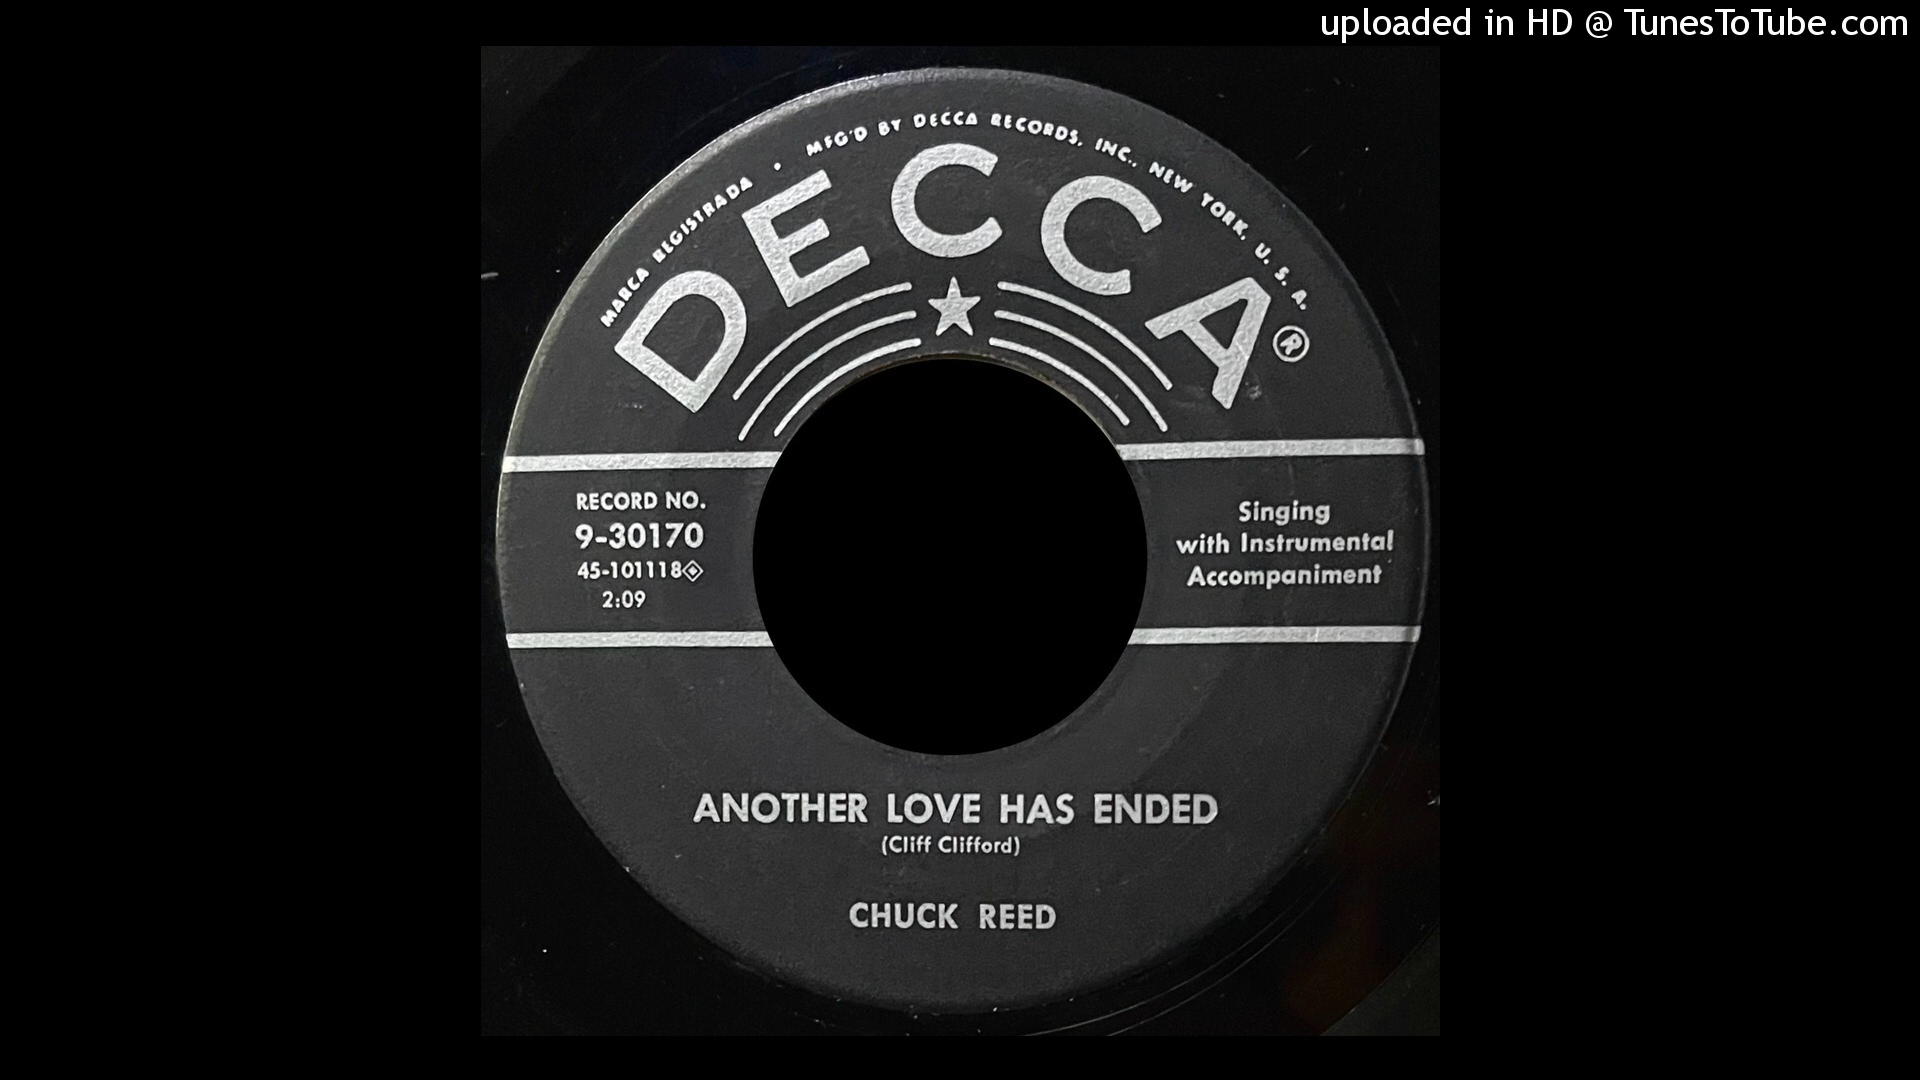 uploaded in HD @ TunesToTube.com
MARCA REGISTRADA • MFG'D BY DECCA RECORDS, INC., NEW YORK, U. S. A.
DECCA®
RECORD NO.
9-30170
45-101118
2:09
Singing
with Instrumental
Accompaniment
ANOTHER LOVE HAS ENDED
(Cliff Clifford)
CHUCK REED